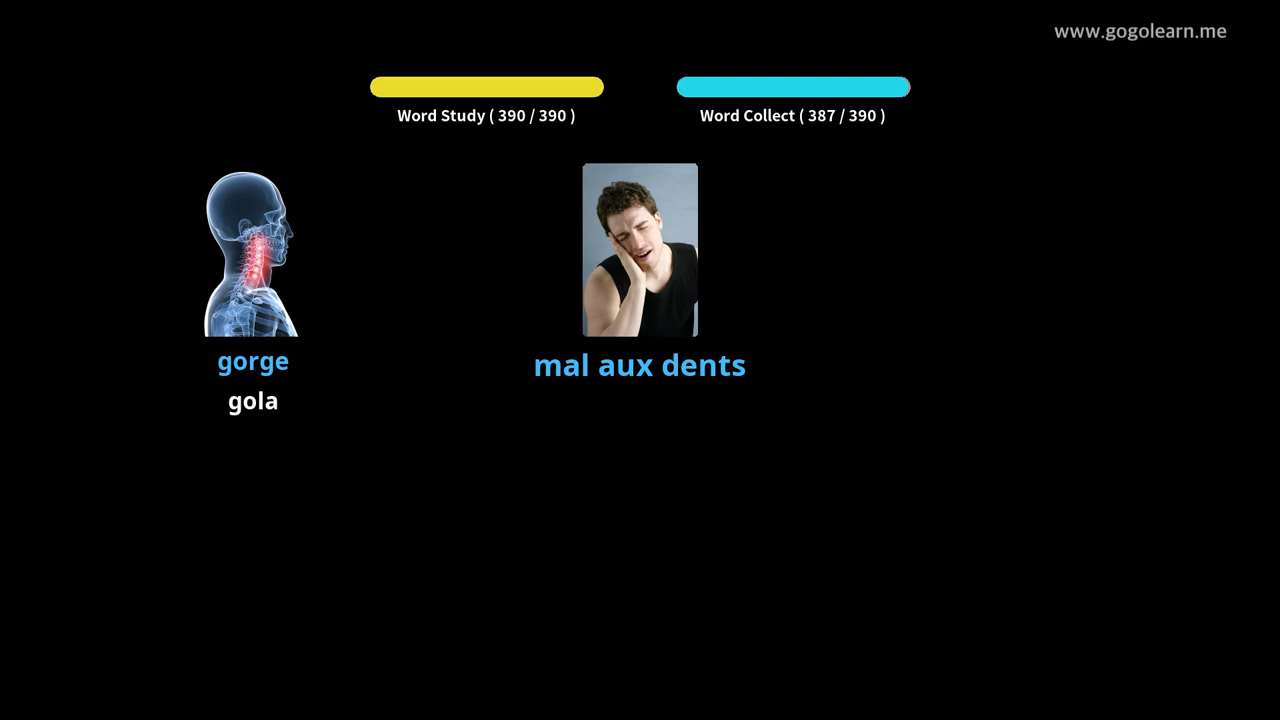 www.gogolearn.me
Word Study ( 390 / 390 )
Word Collect ( 387 / 390 )
gorge
gola
mal aux dents